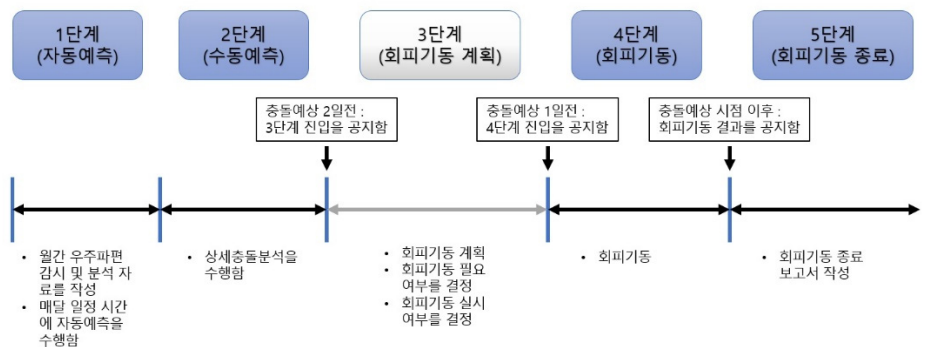 1단계
(자동예측)
2단계
(수동예측)
3단계
(회피기동 계획)
4단계
(회피기동)
5단계
(회피기동 종료)
충돌예상 2일전 :
3단계 진입을 공지함
충돌예상 1일전 :
4단계 진입을 공지함
충돌예상 시점 이후 :
회피기동 결과를 공지함
• 월간 우주파편
감시 및 분석 자
료를 작성
• 매달 일정 시간
에 자동예측을
수행함
• 상세충돌분석을
수행함
• 회피기동 계획
• 회피기동 필요
여부를 결정
• 회피기동 실시
여부를 결정
• 회피기동
• 회피기동 종료
보고서 작성